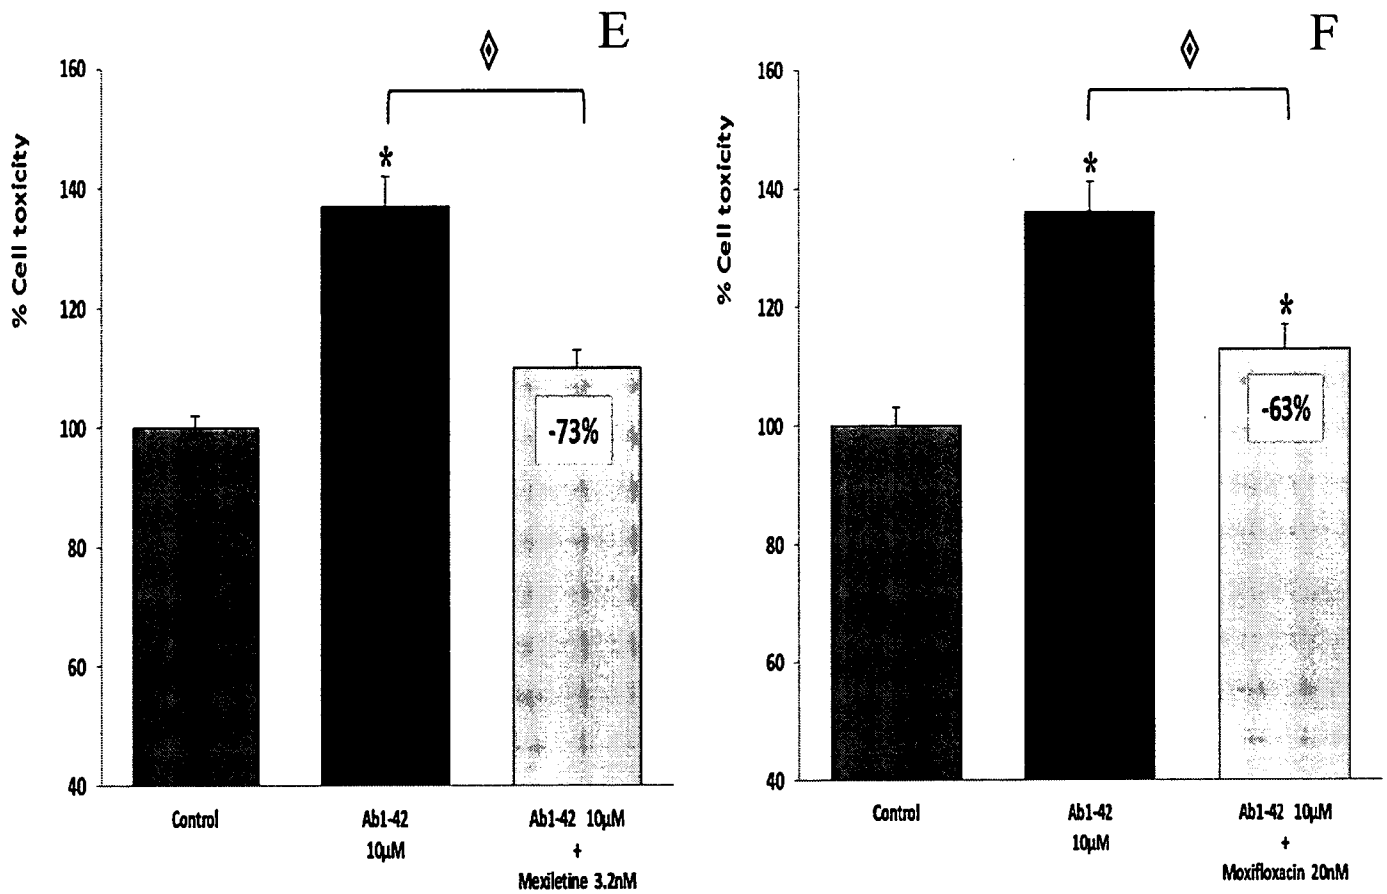 E
160
140
120
100
80
60
40
% Cell toxicity
*
-73%
Control
Ab1-42
10µM
Ab1-42 10µM
+
Mexiletine 3.2nM
F
160
140
120
100
80
60
40
% Cell toxicity
*
*
-63%
Control
Ab1-42
10µM
Ab1-42 10µM
+
Moxifloxacin 20nM